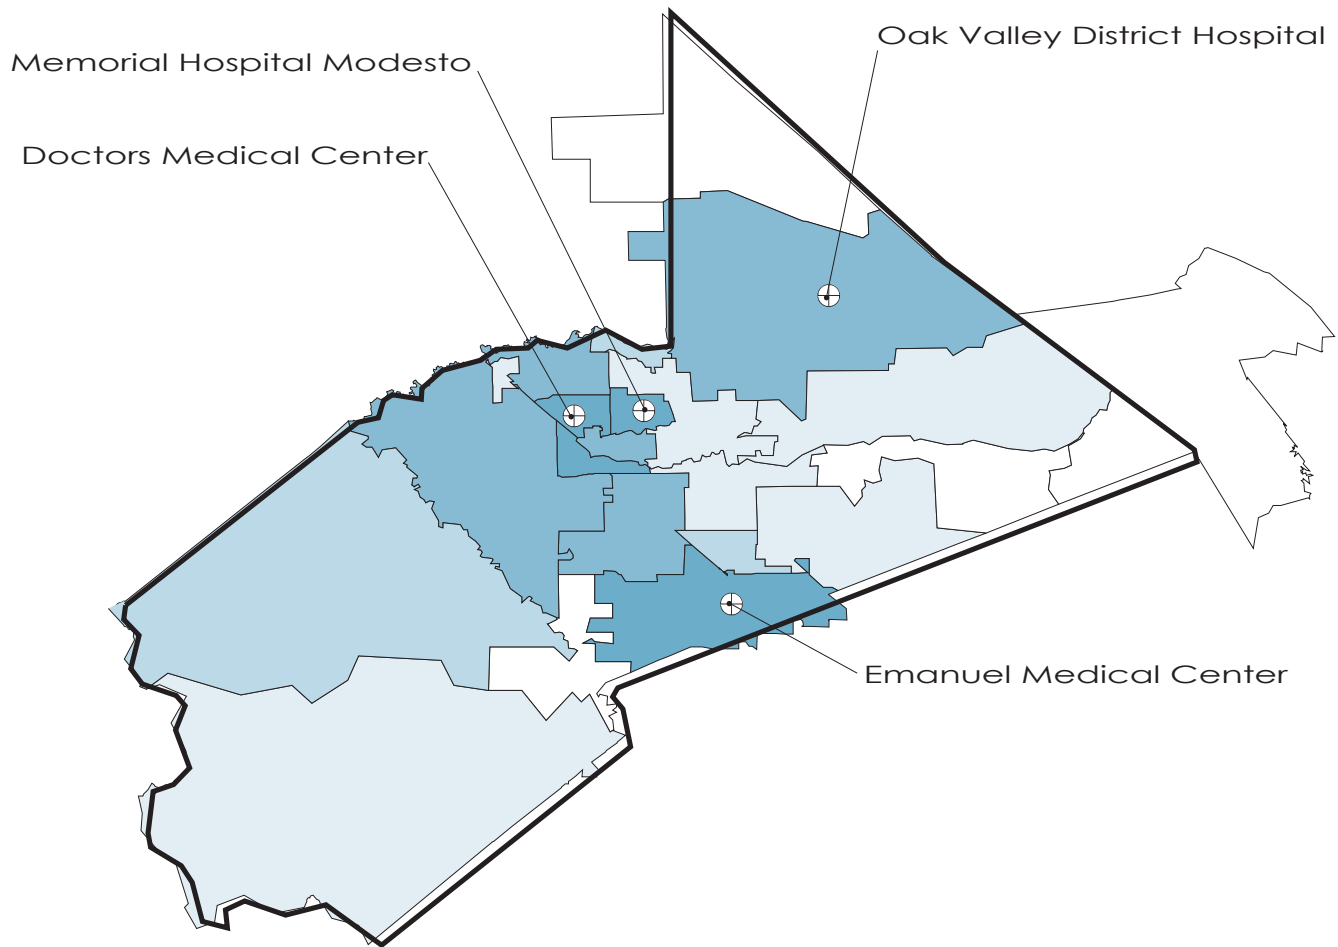 Oak Valley District Hospital
Memorial Hospital Modesto
Doctors Medical Center
Emanuel Medical Center